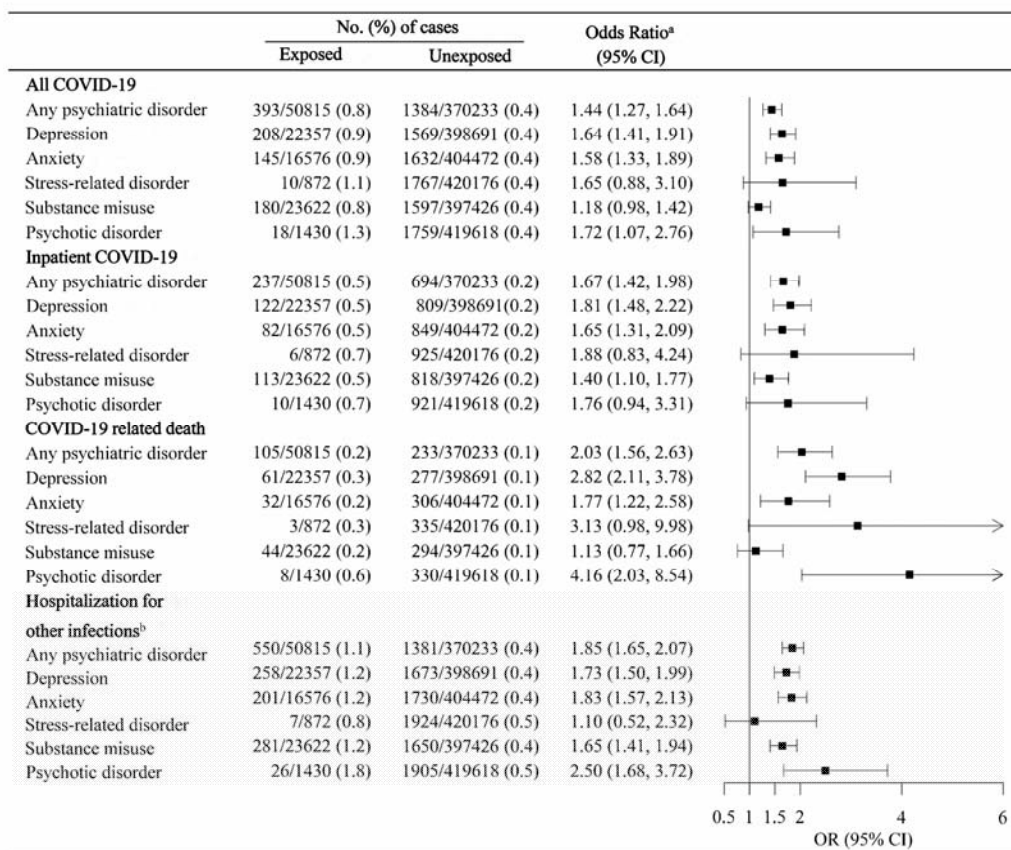 No. (%) of cases Odds Ratioᵃ
Exposed Unexposed (95% CI)
All COVID-19
Any psychiatric disorder 393/50815 (0.8) 1384/370233 (0.4) 1.44 (1.27, 1.64)
Depression 208/22357 (0.9) 1569/398691 (0.4) 1.64 (1.41, 1.91)
Anxiety 145/16576 (0.9) 1632/404472 (0.4) 1.58 (1.33, 1.89)
Stress-related disorder 10/872 (1.1) 1767/420176 (0.4) 1.65 (0.88, 3.10)
Substance misuse 180/23622 (0.8) 1597/397426 (0.4) 1.18 (0.98, 1.42)
Psychotic disorder 18/1430 (1.3) 1759/419618 (0.4) 1.72 (1.07, 2.76)
Inpatient COVID-19
Any psychiatric disorder 237/50815 (0.5) 694/370233 (0.2) 1.67 (1.42, 1.98)
Depression 122/22357 (0.5) 809/398691(0.2) 1.81 (1.48, 2.22)
Anxiety 82/16576 (0.5) 849/404472 (0.2) 1.65 (1.31, 2.09)
Stress-related disorder 6/872 (0.7) 925/420176 (0.2) 1.88 (0.83, 4.24)
Substance misuse 113/23622 (0.5) 818/397426 (0.2) 1.40 (1.10, 1.77)
Psychotic disorder 10/1430 (0.7) 921/419618 (0.2) 1.76 (0.94, 3.31)
COVID-19 related death
Any psychiatric disorder 105/50815 (0.2) 233/370233 (0.1) 2.03 (1.56, 2.63)
Depression 61/22357 (0.3) 277/398691 (0.1) 2.82 (2.11, 3.78)
Anxiety 32/16576 (0.2) 306/404472 (0.1) 1.77 (1.22, 2.58)
Stress-related disorder 3/872 (0.3) 335/420176 (0.1) 3.13 (0.98, 9.98)
Substance misuse 44/23622 (0.2) 294/397426 (0.1) 1.13 (0.77, 1.66)
Psychotic disorder 8/1430 (0.6) 330/419618 (0.1) 4.16 (2.03, 8.54)
Hospitalization for
other infectionsᵇ
Any psychiatric disorder 550/50815 (1.1) 1381/370233 (0.4) 1.85 (1.65, 2.07)
Depression 258/22357 (1.2) 1673/398691 (0.4) 1.73 (1.50, 1.99)
Anxiety 201/16576 (1.2) 1730/404472 (0.4) 1.83 (1.57, 2.13)
Stress-related disorder 7/872 (0.8) 1924/420176 (0.5) 1.10 (0.52, 2.32)
Substance misuse 281/23622 (1.2) 1650/397426 (0.4) 1.65 (1.41, 1.94)
Psychotic disorder 26/1430 (1.8) 1905/419618 (0.5) 2.50 (1.68, 3.72)
0.5 1 1.5 2 4 6
OR (95% CI)